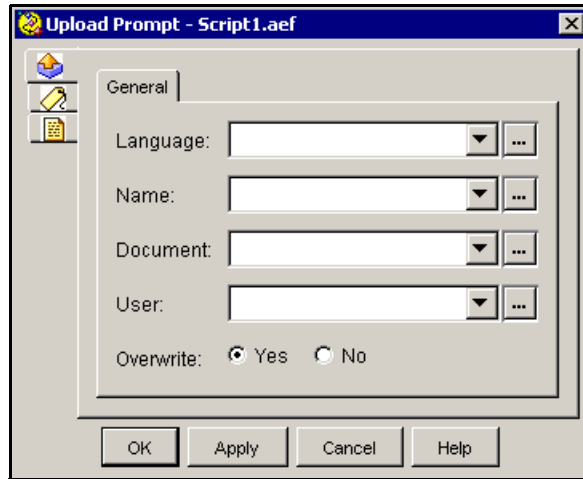 Upload Prompt - Script1.aef
General
Language:
...
Name:
...
Document:
...
User:
...
Overwrite: Yes No
OK Apply Cancel Help